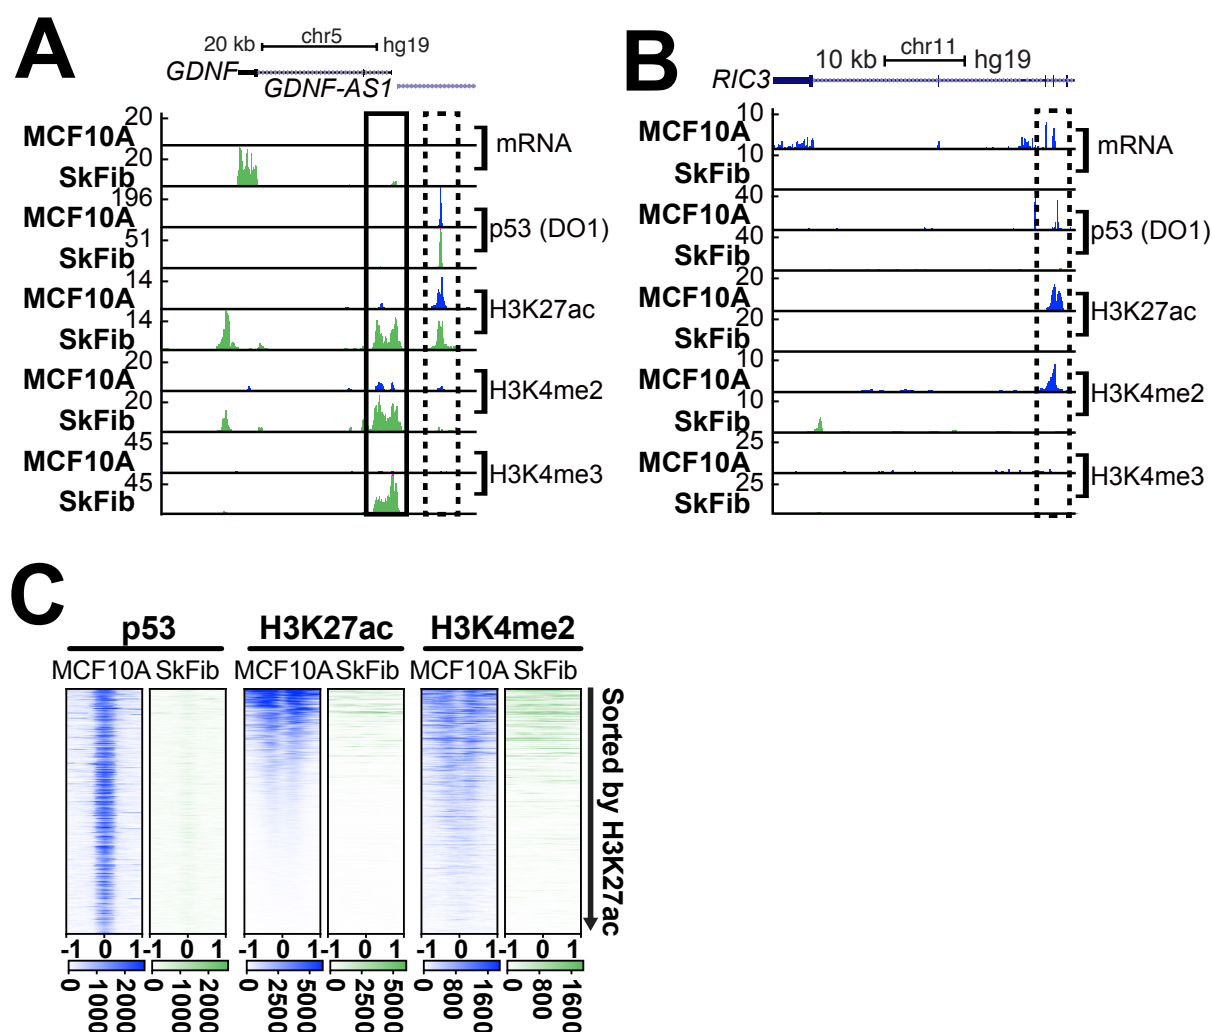 A
20 kb chr5 hg19
GDNF
GDNF-AS1
20
MCF10A
20
SkFib
mRNA
196
MCF10A
51
SkFib
p53 (DO1)
14
MCF10A
14
SkFib
H3K27ac
20
MCF10A
20
SkFib
H3K4me2
45
MCF10A
45
SkFib
H3K4me3
B
10 kb chr11 hg19
RIC3
10
MCF10A
10
SkFib
mRNA
40
MCF10A
40
SkFib
p53 (DO1)
20
MCF10A
20
SkFib
H3K27ac
10
MCF10A
10
SkFib
H3K4me2
25
MCF10A
25
SkFib
H3K4me3
C
p53 H3K27ac H3K4me2
MCF10A SkFib MCF10A SkFib MCF10A SkFib
Sorted by H3K27ac
-1 0 1 -1 0 1 -1 0 1 -1 0 1 -1 0 1 -1 0 1
0 1000 2000 0 1000 2000 0 2500 5000 0 2500 5000 0 800 1600 0 800 1600